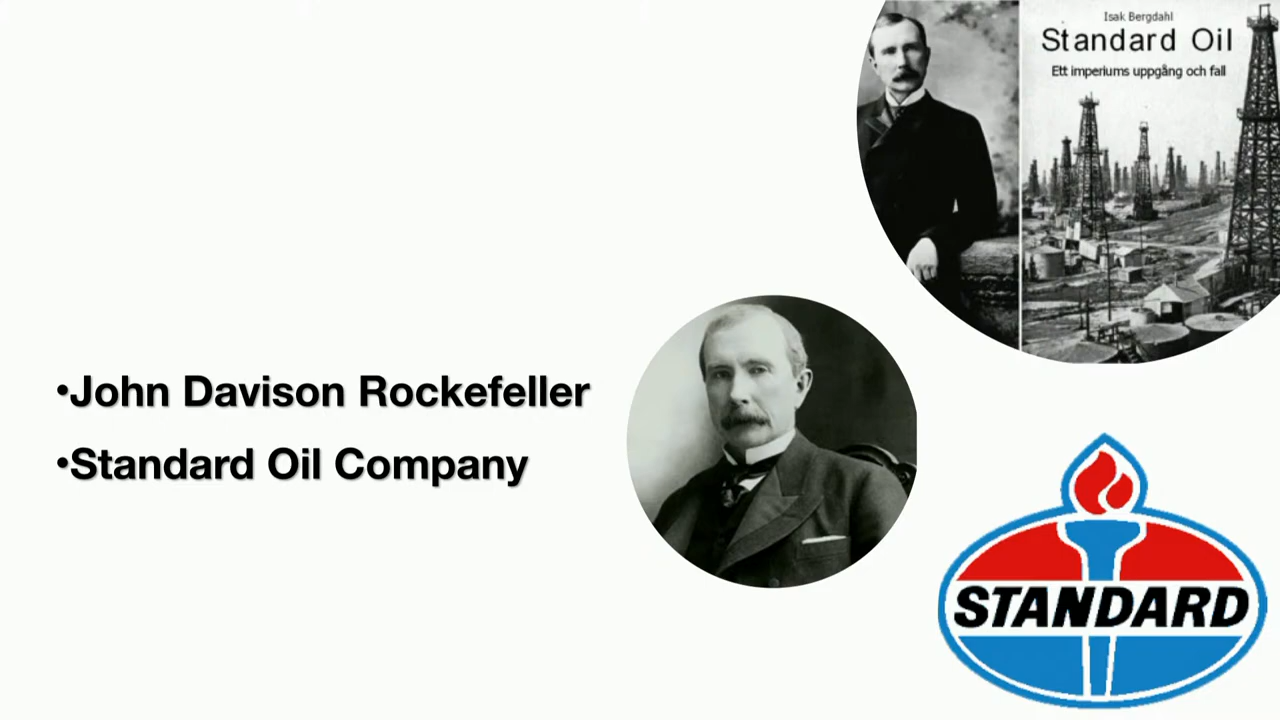 Isak Bergdahl
Standard Oil
Ett imperiums uppgång och fall
•John Davison Rockefeller
•Standard Oil Company
STANDARD